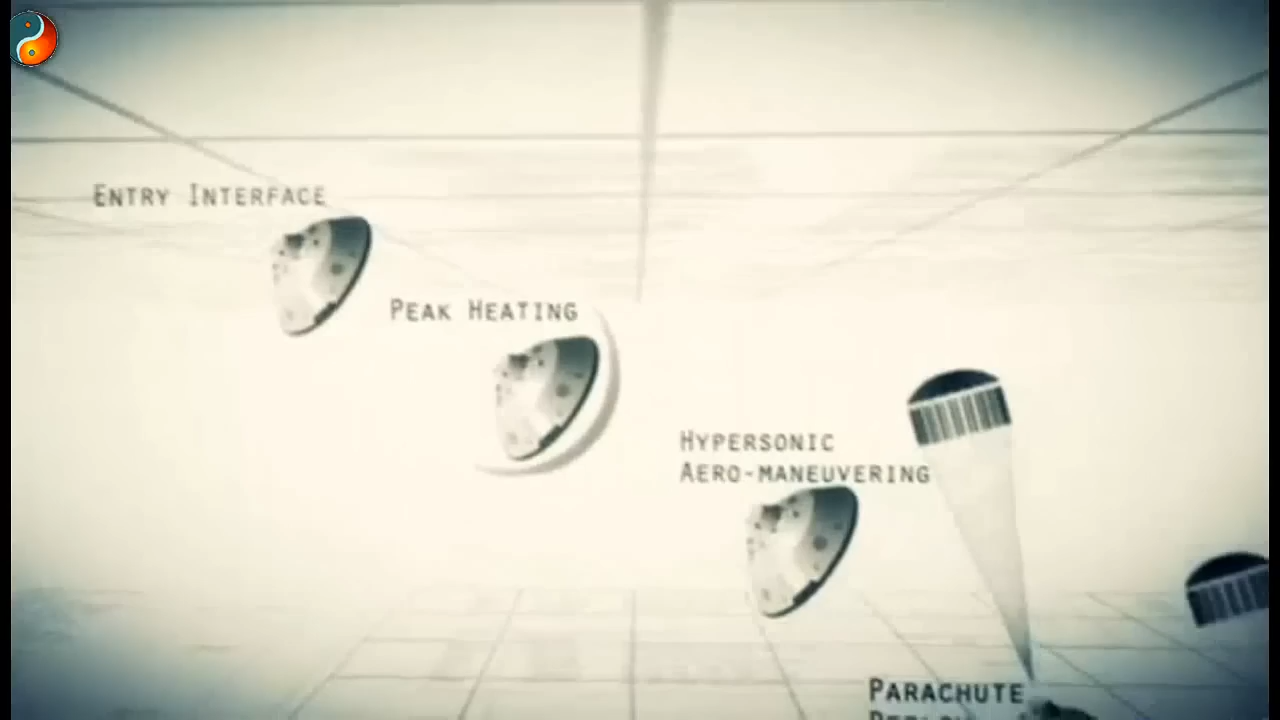 ENTRY INTERFACE
PEAK HEATING
HYPERSONIC
AERO-MANEUVERING
PARACHUTE